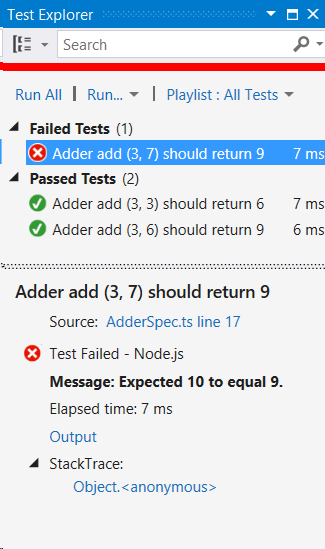 Test Explorer
Search
Run All | Run... | Playlist : All Tests
Failed Tests (1)
Adder add (3, 7) should return 9 7 ms
Passed Tests (2)
Adder add (3, 3) should return 6 7 ms
Adder add (3, 6) should return 9 6 ms
Adder add (3, 7) should return 9
Source: AdderSpec.ts line 17
Test Failed - Node.js
Message: Expected 10 to equal 9.
Elapsed time: 7 ms
Output
StackTrace:
Object.<anonymous>